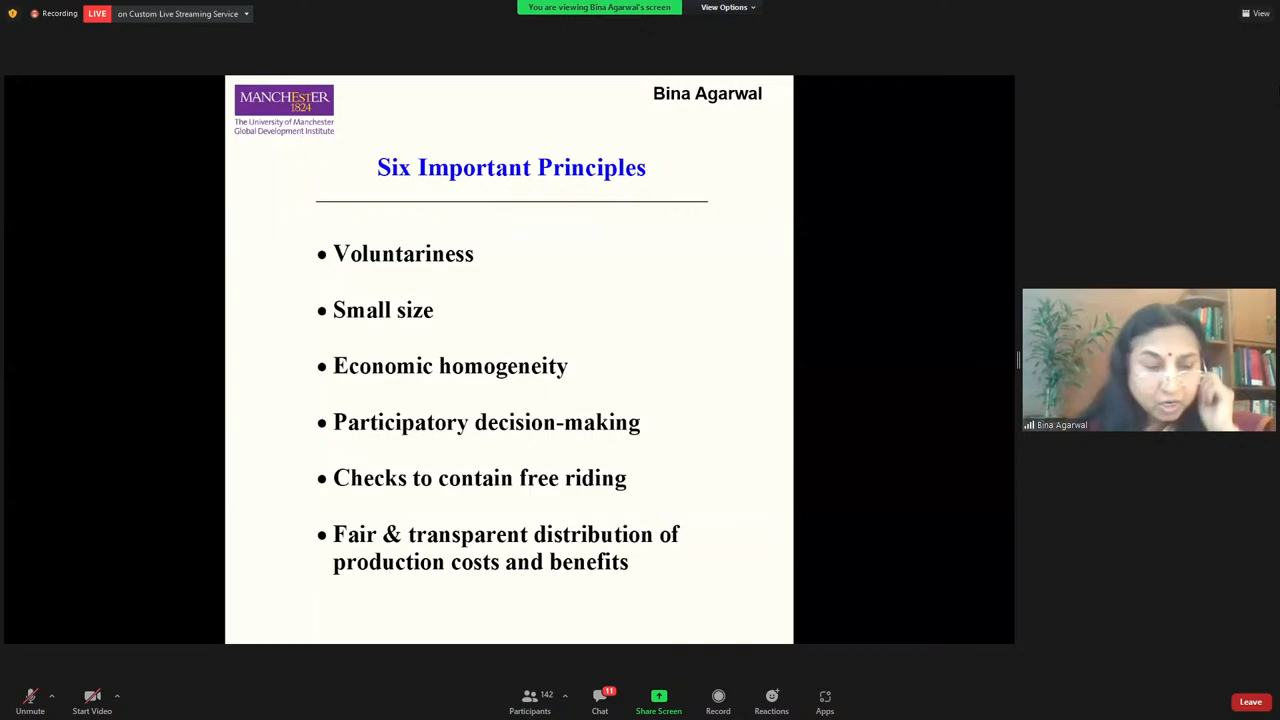 Recording
LIVE
on Custom Live Streaming Service
You are viewing Bina Agarwal's screen
View Options
View
MANCHESTER
1824
The University of Manchester
Global Development Institute
Bina Agarwal
Six Important Principles
• Voluntariness
• Small size
• Economic homogeneity
• Participatory decision-making
• Checks to contain free riding
• Fair & transparent distribution of
production costs and benefits
Bina Agarwal
Unmute
Start Video
142
Participants
11
Chat
Share Screen
Record
Reactions
Apps
Leave